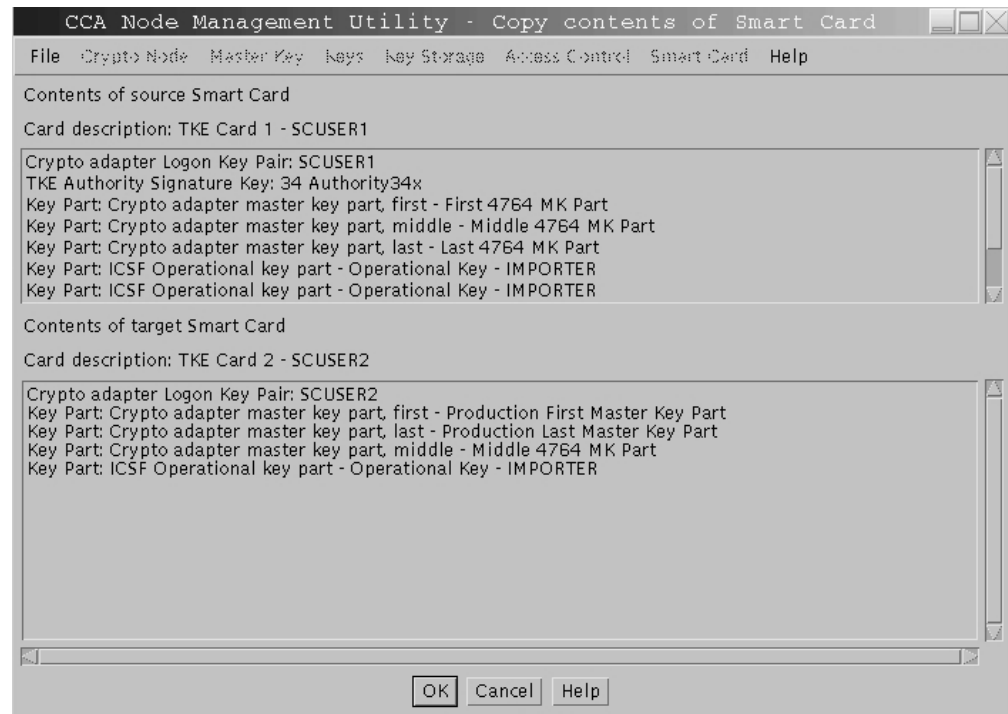 CCA Node Management Utility - Copy contents of Smart Card
File Crypto Node Master Key Keys Key Storage Access Control Smart Card Help
Contents of source Smart Card
Card description: TKE Card 1 - SCUSER1
Crypto adapter Logon Key Pair: SCUSER1
TKE Authority Signature Key: 34 Authority34x
Key Part: Crypto adapter master key part, first - First 4764 MK Part
Key Part: Crypto adapter master key part, middle - Middle 4764 MK Part
Key Part: Crypto adapter master key part, last - Last 4764 MK Part
Key Part: ICSF Operational key part - Operational Key - IMPORTER
Key Part: ICSF Operational key part - Operational Key - IMPORTER
Contents of target Smart Card
Card description: TKE Card 2 - SCUSER2
Crypto adapter Logon Key Pair: SCUSER2
Key Part: Crypto adapter master key part, first - Production First Master Key Part
Key Part: Crypto adapter master key part, last - Production Last Master Key Part
Key Part: Crypto adapter master key part, middle - Middle 4764 MK Part
Key Part: ICSF Operational key part - Operational Key - IMPORTER
OK Cancel Help